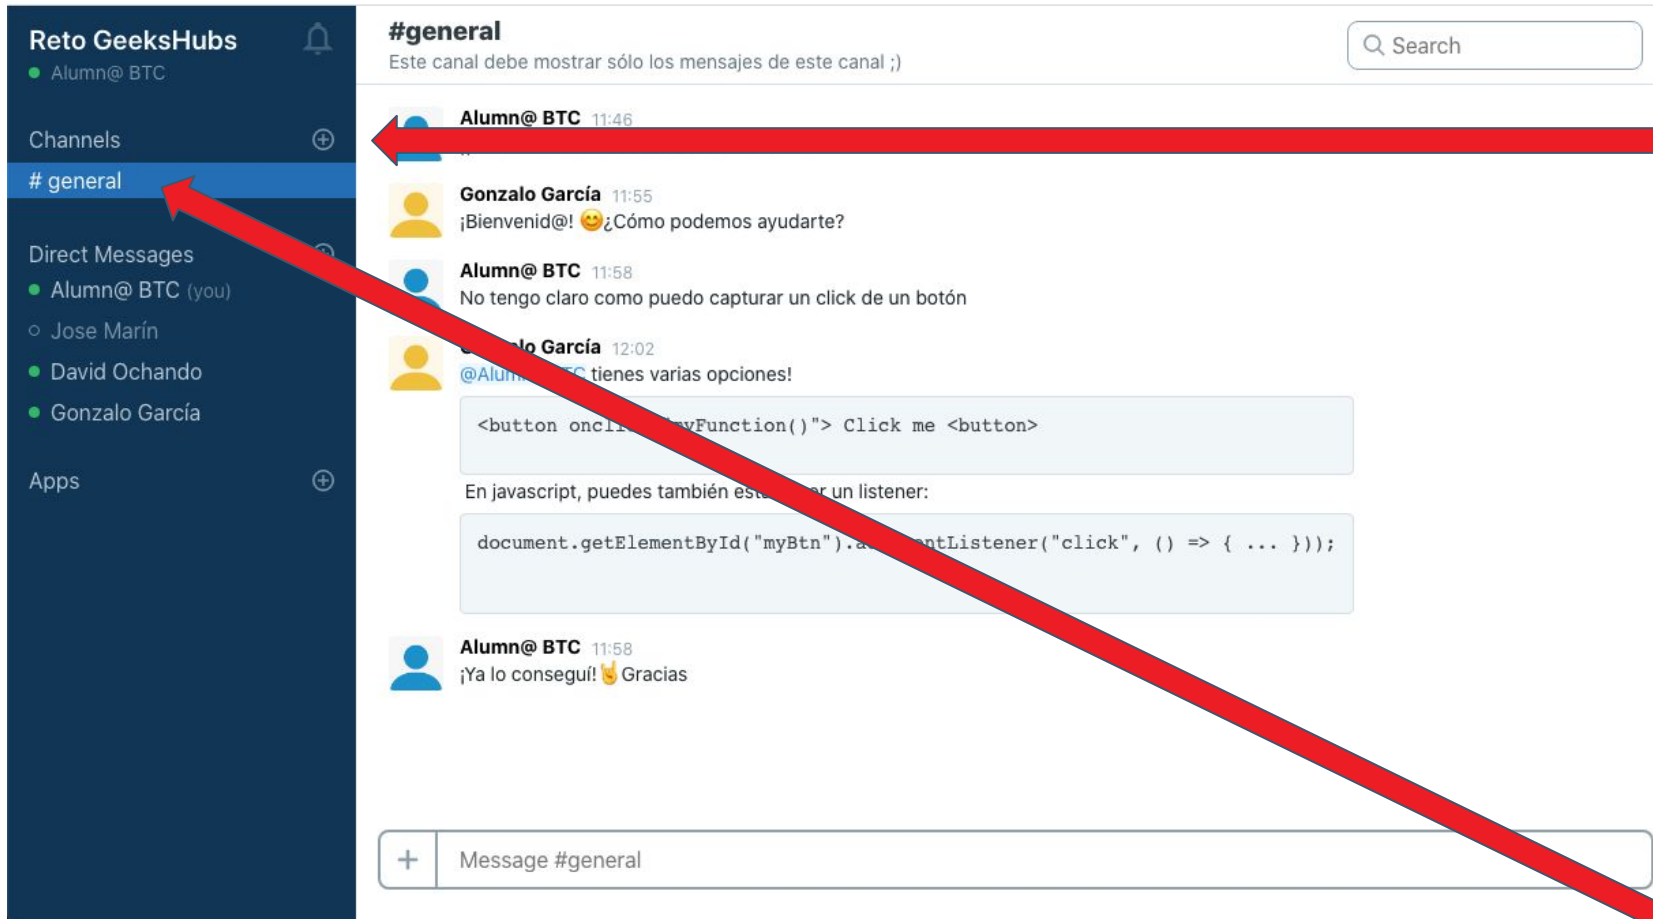 Reto GeeksHubs
Alumn@ BTC
Channels
# general
Direct Messages
Alumn@ BTC (you)
Jose Marín
David Ochando
Gonzalo García
Apps
#general
Este canal debe mostrar sólo los mensajes de este canal ;)
Search
Alumn@ BTC 11:46
Gonzalo García 11:55
¡Bienvenid@! 😊¿Cómo podemos ayudarte?
Alumn@ BTC 11:58
No tengo claro como puedo capturar un click de un botón
García 12:02
tienes varias opciones!
<button Click me <button>
En javascript, puedes también un listener:
document.getElementById("myBtn"). ("click", () => { ... }));
Alumn@ BTC 11:58
¡Ya lo conseguí!🤘Gracias
Message #general